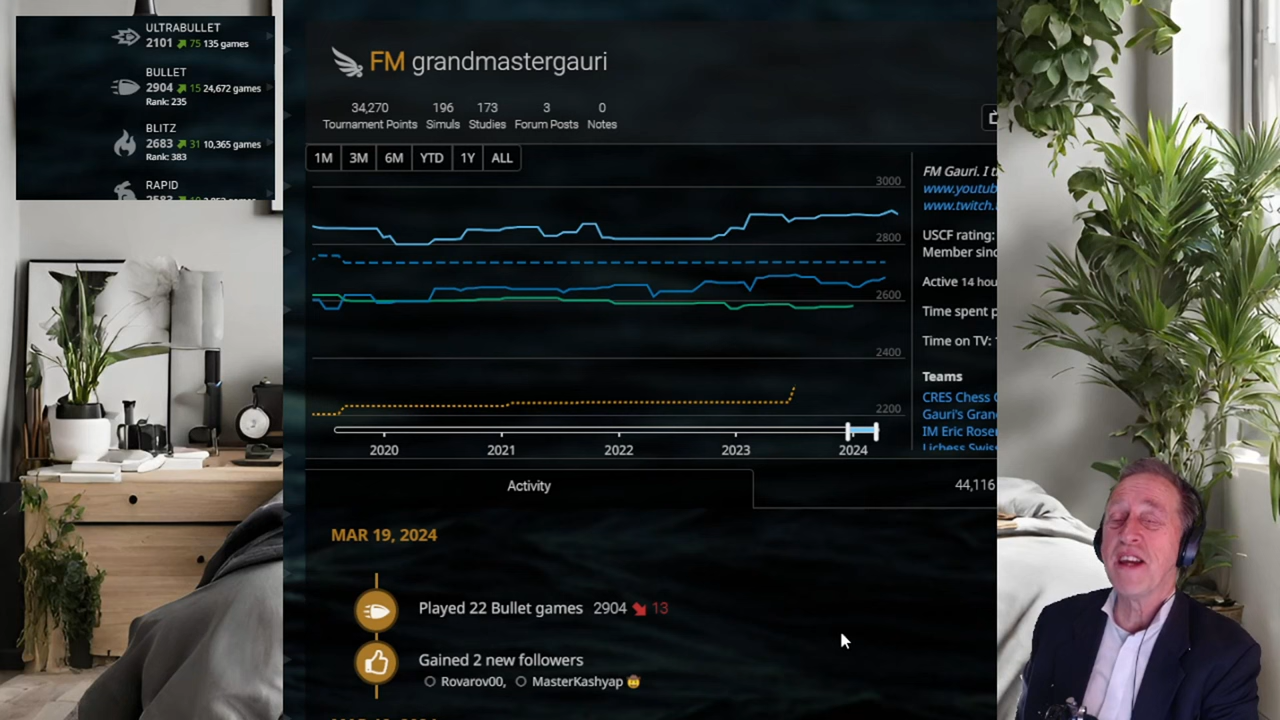 ULTRABULLET
2101 75 135 games
BULLET
2904 15 24,672 games
Rank: 235
BLITZ
2683 31 10,365 games
Rank: 383
RAPID
FM grandmastergauri
34,270 196 173 3 0
Tournament Points Simuls Studies Forum Posts Notes
1M 3M 6M YTD 1Y ALL
3000
2800
2600
2400
2200
2020 2021 2022 2023 2024
FM Gauri. I t
www.youtub
www.twitch.
USCF rating:
Member sinc
Active 14 hou
Time spent p
Time on TV:
Teams
CRES Chess
Gauri's Gran
IM Eric Rosen
Lichess Swiss
Activity
44,116
MAR 19, 2024
Played 22 Bullet games 2904 13
Gained 2 new followers
Rovarov00, MasterKashyap 🤠